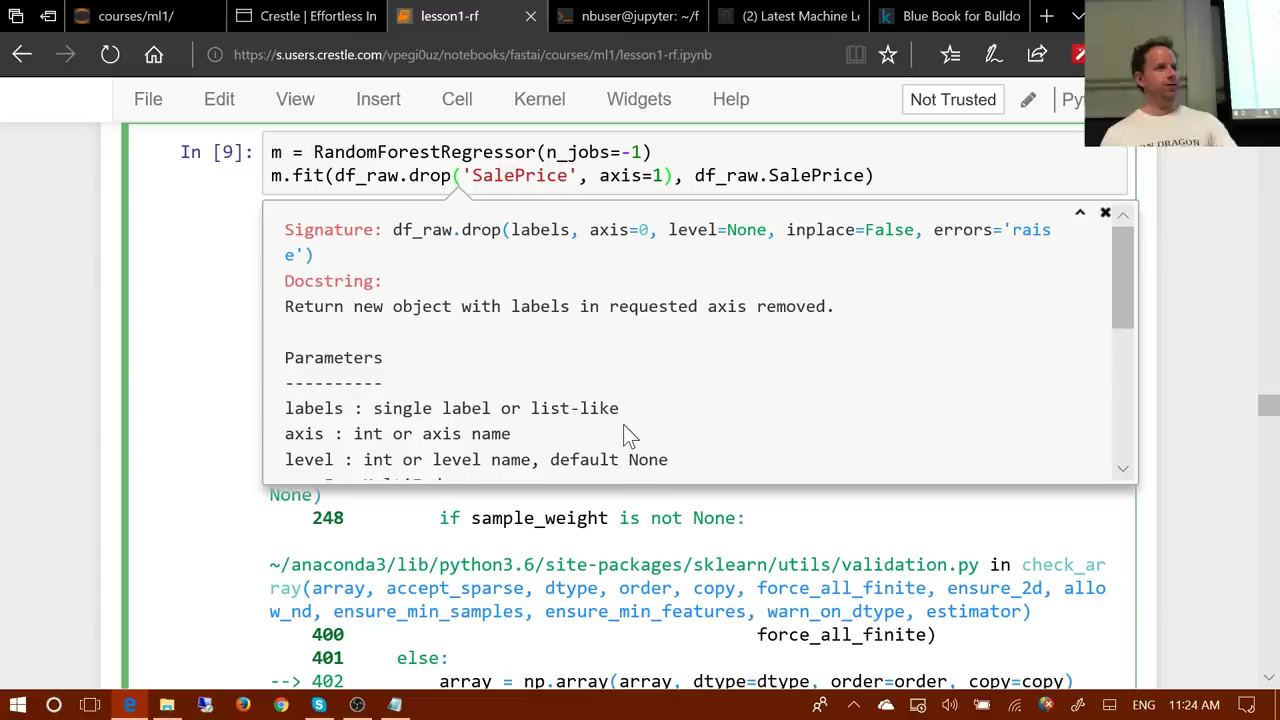 courses/ml1/
Crestle | Effortless In
lesson1-rf
nbuser@jupyter: ~/f
(2) Latest Machine Le
Blue Book for Bulldo
https://s.users.crestle.com/vpegi0uz/notebooks/fastai/courses/ml1/lesson1-rf.ipynb
File Edit View Insert Cell Kernel Widgets Help Not Trusted
ON DRAGON
In [9]: m = RandomForestRegressor(n_jobs=-1)
m.fit(df_raw.drop('SalePrice', axis=1), df_raw.SalePrice)
Signature: df_raw.drop(labels, axis=0, level=None, inplace=False, errors='rais
e')
Docstring:
Return new object with labels in requested axis removed.
Parameters
----------
labels : single label or list-like
axis : int or axis name
level : int or level name, default None
None)
248 if sample_weight is not None:
~/anaconda3/lib/python3.6/site-packages/sklearn/utils/validation.py in check_ar
ray(array, accept_sparse, dtype, order, copy, force_all_finite, ensure_2d, allo
w_nd, ensure_min_samples, ensure_min_features, warn_on_dtype, estimator)
400 force_all_finite)
401 else:
--> 402 array = np.array(array, dtype=dtype, order=order, copy=copy)
ENG 11:24 AM